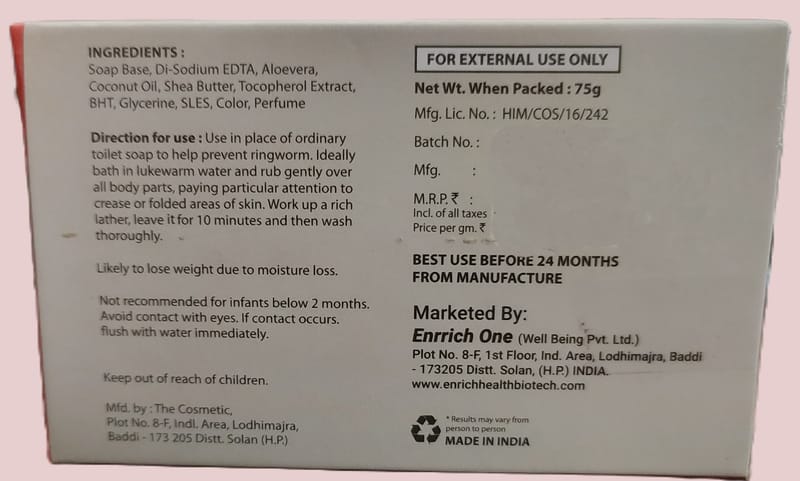 INGREDIENTS :
Soap Base, Di-Sodium EDTA, Aloevera,
Coconut Oil, Shea Butter, Tocopherol Extract,
BHT, Glycerine, SLES, Color, Perfume
Direction for use : Use in place of ordinary
toilet soap to help prevent ringworm. Ideally
bath in lukewarm water and rub gently over
all body parts, paying particular attention to
crease or folded areas of skin. Work up a rich
lather, leave it for 10 minutes and then wash
thoroughly.
Likely to lose weight due to moisture loss.
Not recommended for infants below 2 months.
Avoid contact with eyes. If contact occurs.
flush with water immediately.
Keep out of reach of children.
Mfd. by : The Cosmetic,
Plot No. 8-F, Indl. Area, Lodhimajra,
Baddi - 173 205 Distt. Solan (H.P.)
FOR EXTERNAL USE ONLY
Net Wt. When Packed : 75g
Mfg. Lic. No. : HIM/COS/16/242
Batch No. :
Mfg. :
M.R.P. ₹ :
Incl. of all taxes
Price per gm. ₹
BEST USE BEFORE 24 MONTHS
FROM MANUFACTURE
Marketed By:
Enrrich One (Well Being Pvt. Ltd.)
Plot No. 8-F, 1st Floor, Ind. Area, Lodhimajra, Baddi
- 173205 Distt. Solan, (H.P.) INDIA.
www.enrichhealthbiotech.com
* Results may vary from
person to person
MADE IN INDIA